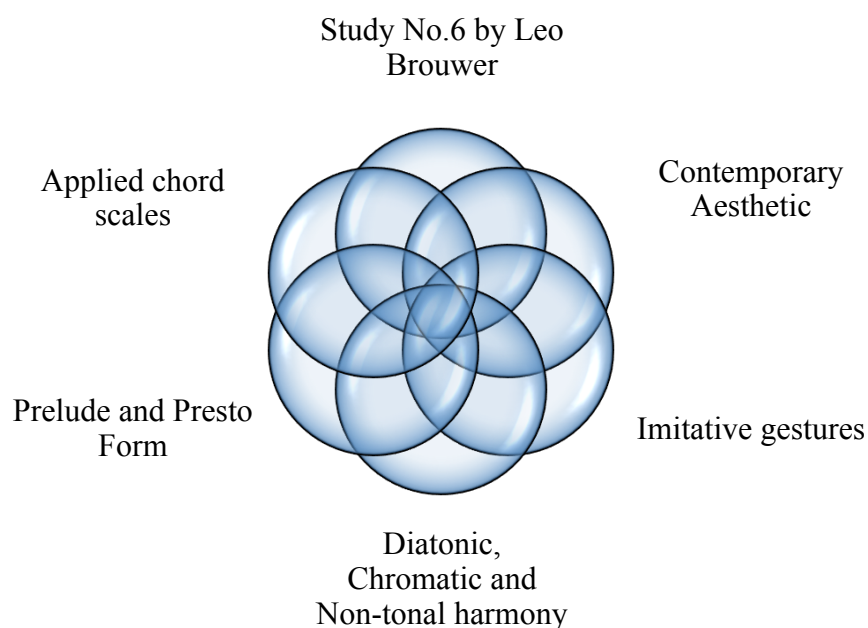 Study No.6 by Leo
Brouwer
Contemporary
Aesthetic
Imitative gestures
Diatonic,
Chromatic and
Non-tonal harmony
Prelude and Presto
Form
Applied chord
scales